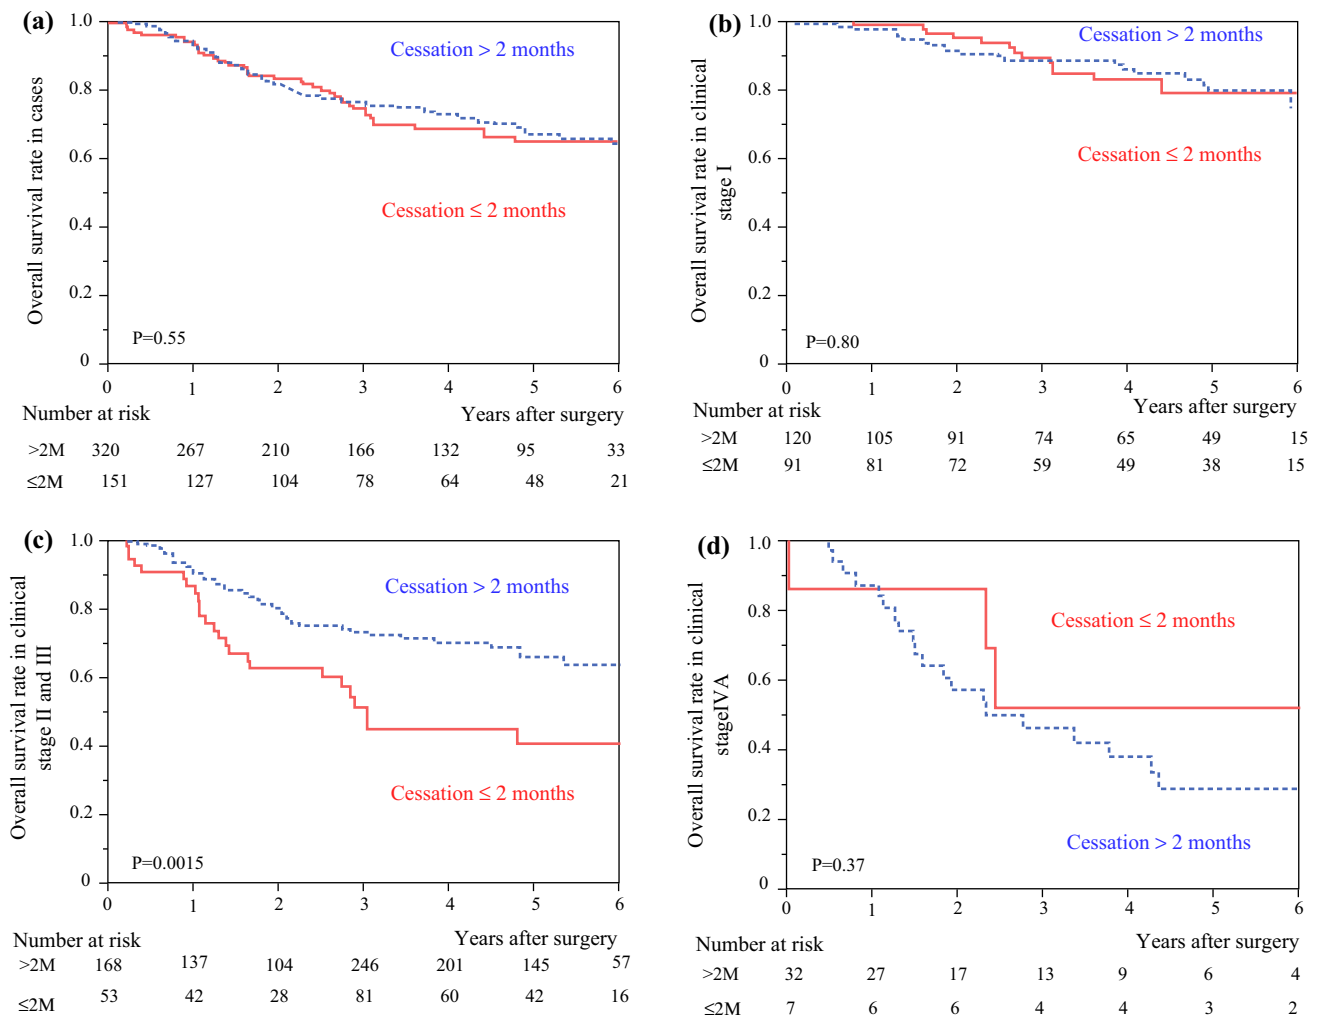 (a)
Overall survival rate in cases
1.0
0.8
0.6
0.4
0.2
0
Cessation > 2 months
Cessation ≤ 2 months
P=0.55
0 1 2 3 4 5 6
Number at risk Years after surgery
>2M 320 267 210 166 132 95 33
≤2M 151 127 104 78 64 48 21
(b)
Overall survival rate in clinical
stage I
1.0
0.8
0.6
0.4
0.2
0
Cessation > 2 months
Cessation ≤ 2 months
P=0.80
0 1 2 3 4 5 6
Number at risk Years after surgery
>2M 120 105 91 74 65 49 15
≤2M 91 81 72 59 49 38 15
(c)
Overall survival rate in clinical
stage II and III
1.0
0.8
0.6
0.4
0.2
0
Cessation > 2 months
Cessation ≤ 2 months
P=0.0015
0 1 2 3 4 5 6
Number at risk Years after surgery
>2M 168 137 104 246 201 145 57
≤2M 53 42 28 81 60 42 16
(d)
Overall survival rate in clinical
stageIVA
1.0
0.8
0.6
0.4
0.2
0
Cessation ≤ 2 months
Cessation > 2 months
P=0.37
0 1 2 3 4 5 6
Number at risk Years after surgery
>2M 32 27 17 13 9 6 4
≤2M 7 6 6 4 4 3 2